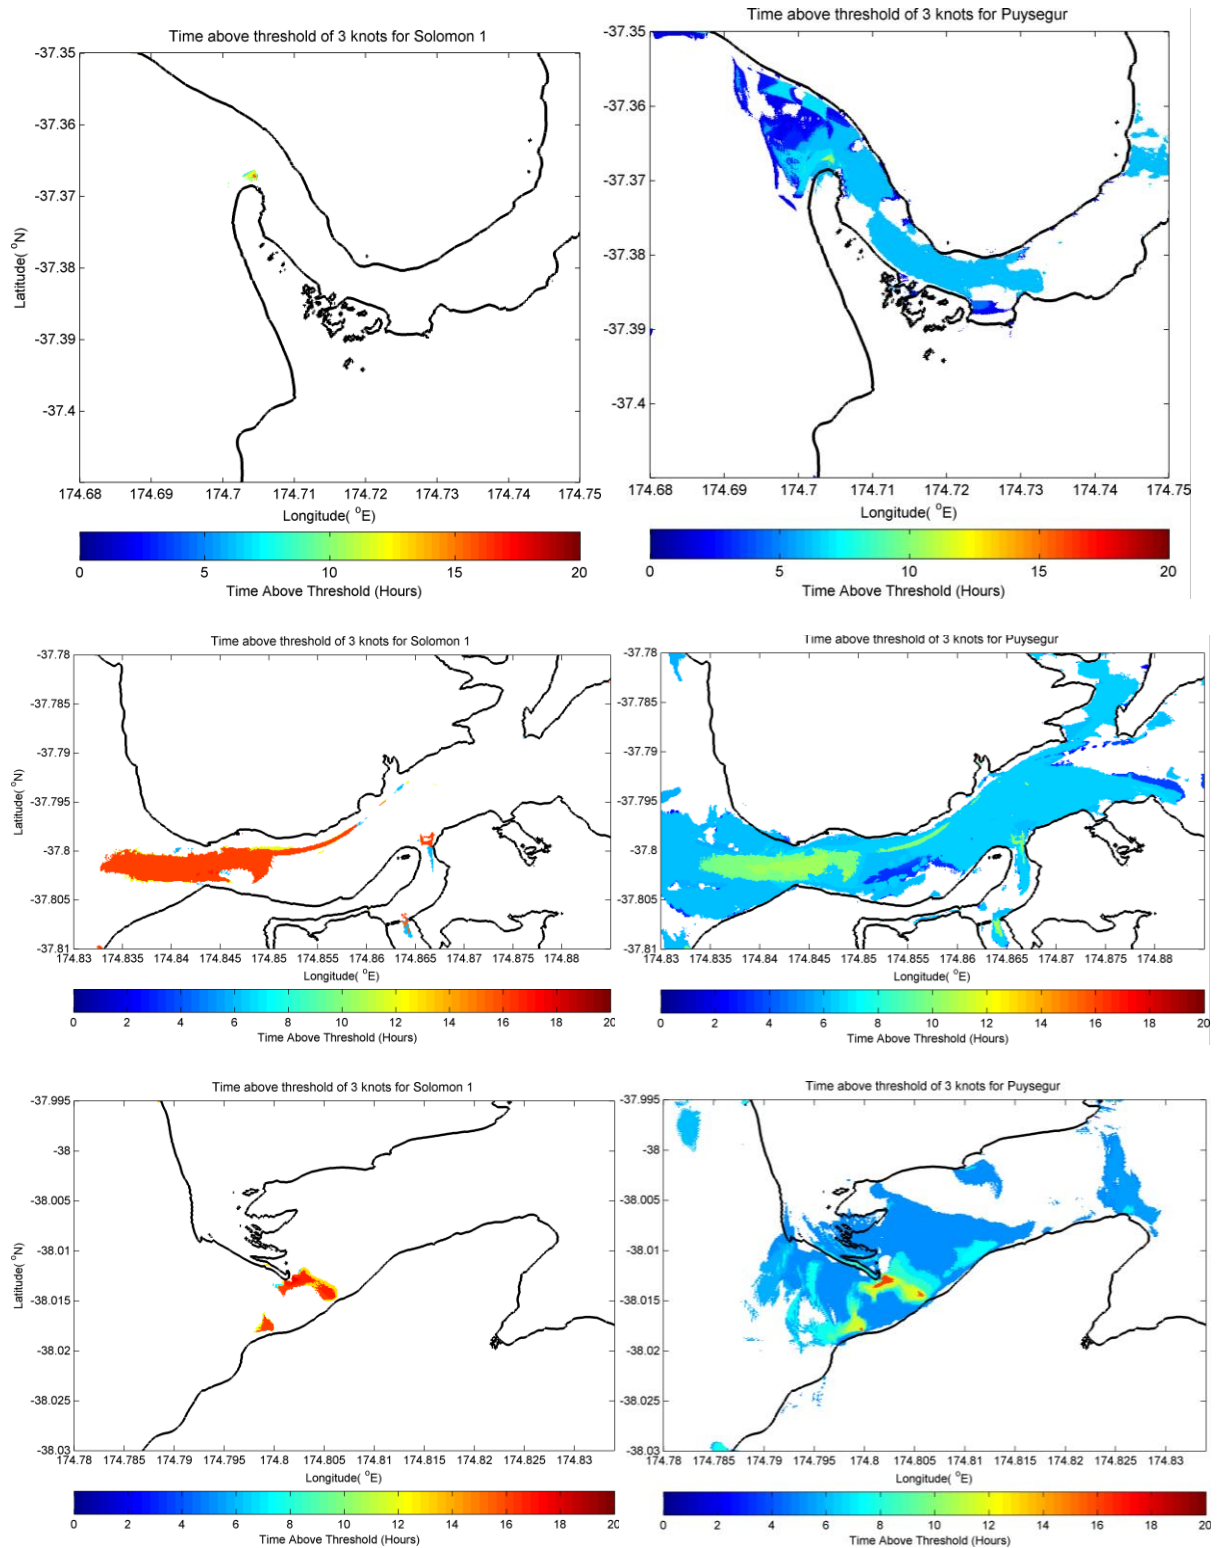 Time above threshold of 3 knots for Solomon 1
-37.35
-37.36
-37.37
-37.38
-37.39
-37.4
Latitude( °N)
174.68 174.69 174.7 174.71 174.72 174.73 174.74 174.75
Longitude( °E)
0 5 10 15 20
Time Above Threshold (Hours)
Time above threshold of 3 knots for Puysegur
-37.35
-37.36
-37.37
-37.38
-37.39
-37.4
174.68 174.69 174.7 174.71 174.72 174.73 174.74 174.75
Longitude( °E)
0 5 10 15 20
Time Above Threshold (Hours)
Time above threshold of 3 knots for Solomon 1
-37.78
-37.785
-37.79
-37.795
-37.8
-37.805
-37.81
Latitude( °N)
174.83 174.835 174.84 174.845 174.85 174.855 174.86 174.865 174.87 174.875 174.88
Longitude( °E)
0 2 4 6 8 10 12 14 16 18 20
Time Above Threshold (Hours)
Time above threshold of 3 knots for Puysegur
-37.78
-37.785
-37.79
-37.795
-37.8
-37.805
-37.81
Latitude( °N)
174.83 174.835 174.84 174.845 174.85 174.855 174.86 174.865 174.87 174.875 174.88
Longitude( °E)
0 2 4 6 8 10 12 14 16 18 20
Time Above Threshold (Hours)
Time above threshold of 3 knots for Solomon 1
-37.995
-38
-38.005
-38.01
-38.015
-38.02
-38.025
-38.03
Latitude( °N)
174.78 174.785 174.79 174.795 174.8 174.805 174.81 174.815 174.82 174.825 174.83
Longitude( °E)
0 2 4 6 8 10 12 14 16 18 20
Time Above Threshold (Hours)
Time above threshold of 3 knots for Puysegur
-37.995
-38
-38.005
-38.01
-38.015
-38.02
-38.025
-38.03
Latitude( °N)
174.78 174.785 174.79 174.795 174.8 174.805 174.81 174.815 174.82 174.825 174.83
Longitude( °E)
0 2 4 6 8 10 12 14 16 18 20
Time Above Threshold (Hours)